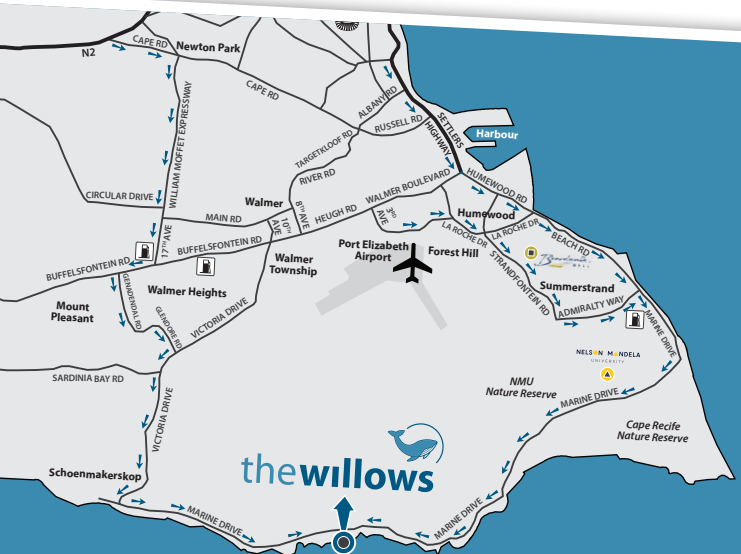 N2
CAPE RD
Newton Park
CAPE RD
ALBANY RD
RUSSELL RD
SETTLERS
HIGHWAY
Harbour
WILLIAM MOFFET EXPRESSWAY
TARGETKLOOF RD
RIVER RD
WALMER BOULEVARD
HUMEWOOD RD
CIRCULAR DRIVE
Walmer
8TH AVE
10TH
AVE
MAIN RD
HEUGH RD
3RD
AVE
Humewood
LA ROCHE DR
LA ROCHE DR
BEACH RD
17TH AVE
BUFFELSFONTEIN RD
BUFFELSFONTEIN RD
Port Elizabeth
Airport
Forest Hill
STRANDFONTEIN RD
Boardwalk
Walmer
Township
Summerstrand
ADMIRALTY WAY
Mount
Pleasant
GENADENDAL RD
Walmer Heights
GLENDORE RD
VICTORIA DRIVE
MARINE DRIVE
NELSON MANDELA
UNIVERSITY
SARDINIA BAY RD
NMU
Nature Reserve
MARINE DRIVE
VICTORIA DRIVE
Cape Recife
Nature Reserve
thewillows
Schoenmakerskop
MARINE DRIVE
MARINE DRIVE